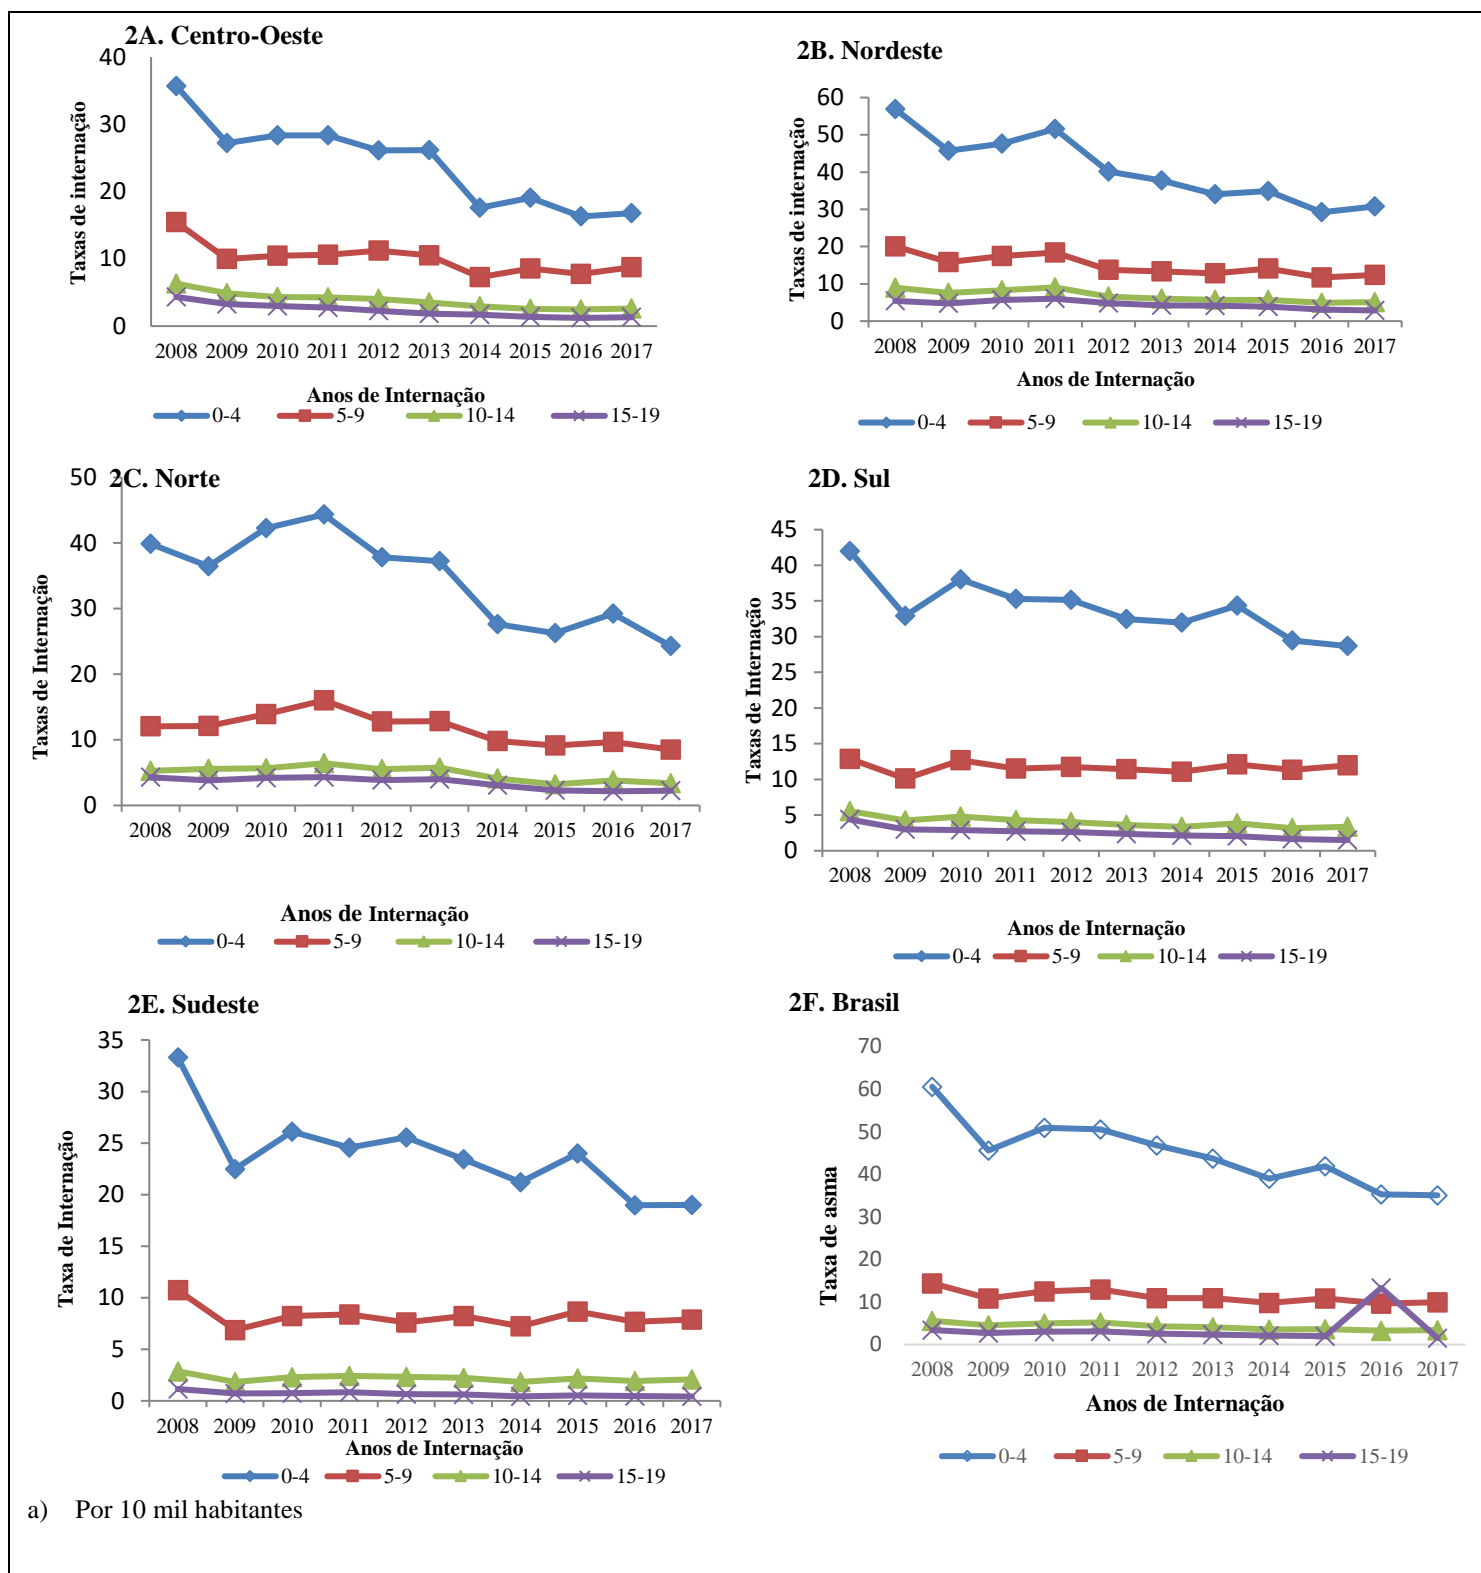 2A. Centro-Oeste
Taxas de internação
40
30
20
10
0
2008 2009 2010 2011 2012 2013 2014 2015 2016 2017
Anos de Internação
0-4 5-9 10-14 15-19
2B. Nordeste
Taxas de internação
60
50
40
30
20
10
0
2008 2009 2010 2011 2012 2013 2014 2015 2016 2017
Anos de Internação
0-4 5-9 10-14 15-19
2C. Norte
Taxas de Internação
50
40
30
20
10
0
2008 2009 2010 2011 2012 2013 2014 2015 2016 2017
Anos de Internação
0-4 5-9 10-14 15-19
2D. Sul
Taxas de Internação
45
40
35
30
25
20
15
10
5
0
2008 2009 2010 2011 2012 2013 2014 2015 2016 2017
Anos de Internação
0-4 5-9 10-14 15-19
2E. Sudeste
Taxa de Internação
35
30
25
20
15
10
5
0
2008 2009 2010 2011 2012 2013 2014 2015 2016 2017
Anos de Internação
0-4 5-9 10-14 15-19
2F. Brasil
Taxa de asma
70
60
50
40
30
20
10
0
2008 2009 2010 2011 2012 2013 2014 2015 2016 2017
Anos de Internação
0-4 5-9 10-14 15-19
a) Por 10 mil habitantes